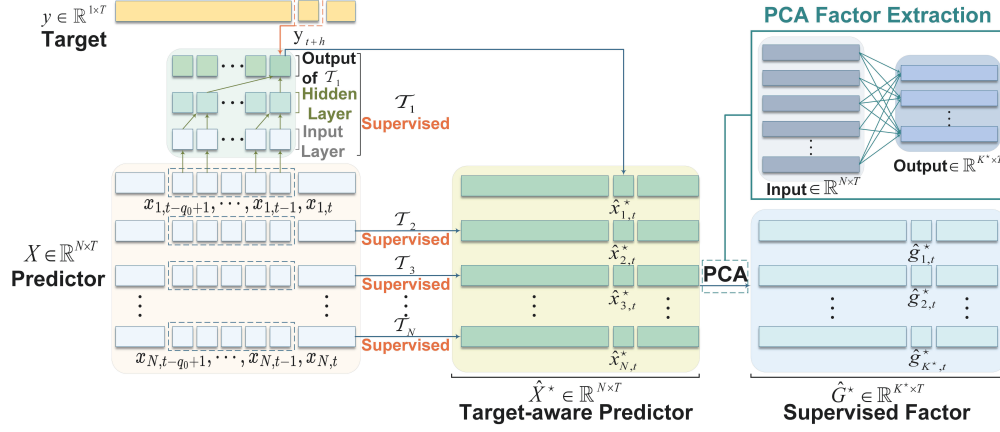 y ∈ ℝ^{1×T}
Target
y_{t+h}
Output of 𝒯_1
Hidden Layer
Input Layer
𝒯_1
Supervised
X ∈ ℝ^{N×T}
Predictor
x_{1,t−q_0+1}, ⋯, x_{1,t−1}, x_{1,t}
𝒯_2
Supervised
𝒯_3
Supervised
𝒯_N
Supervised
x_{N,t−q_0+1}, ⋯, x_{N,t−1}, x_{N,t}
x̂*_{1,t}
x̂*_{2,t}
x̂*_{3,t}
x̂*_{N,t}
X̂* ∈ ℝ^{N×T}
Target-aware Predictor
PCA
PCA Factor Extraction
Input ∈ ℝ^{N×T}
Output ∈ ℝ^{K*×T}
ĝ*_{1,t}
ĝ*_{2,t}
ĝ*_{K*,t}
Ĝ* ∈ ℝ^{K*×T}
Supervised Factor